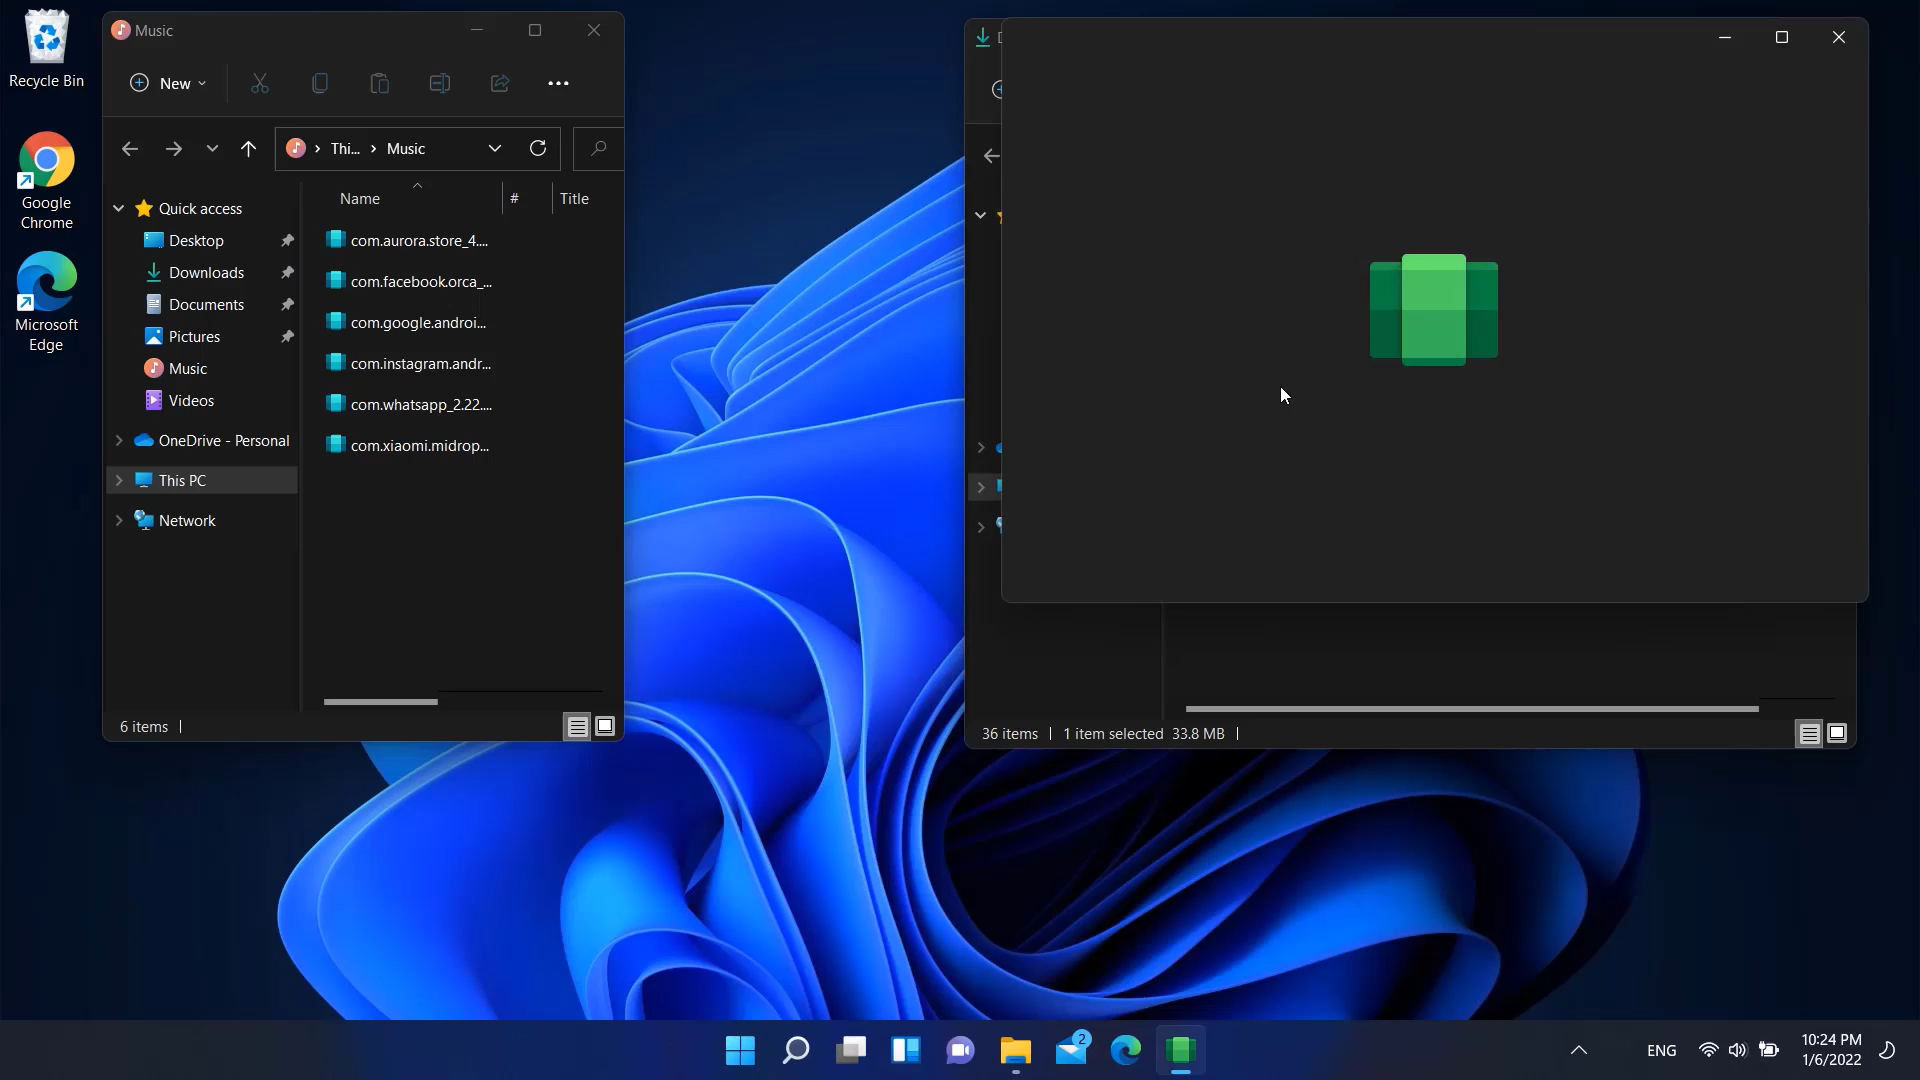 Recycle Bin
Google
Chrome
Microsoft
Edge
Music
New
Thi...
Music
Name
#
Title
Quick access
Desktop
Downloads
Documents
Pictures
Music
Videos
OneDrive - Personal
This PC
Network
com.aurora.store_4....
com.facebook.orca_...
com.google.androi...
com.instagram.andr...
com.whatsapp_2.22....
com.xiaomi.midrop...
6 items
36 items
1 item selected 33.8 MB
2
ENG
10:24 PM
1/6/2022